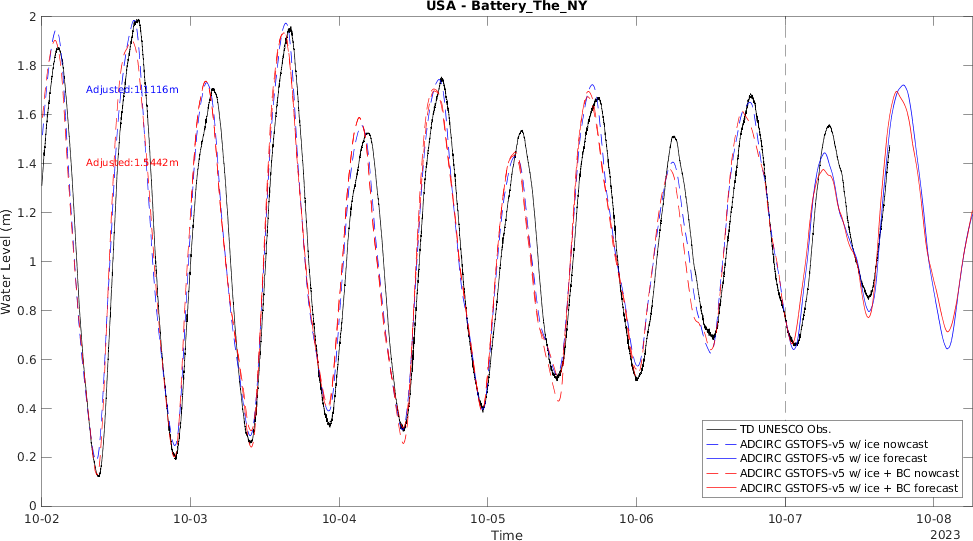 USA - Battery_The_NY
2
1.8
1.6
1.4
1.2
1
0.8
0.6
0.4
0.2
0
Water Level (m)
Adjusted:1.1116m
Adjusted:1.5442m
TD UNESCO Obs.
ADCIRC GSTOFS-v5 w/ ice nowcast
ADCIRC GSTOFS-v5 w/ ice forecast
ADCIRC GSTOFS-v5 w/ ice + BC nowcast
ADCIRC GSTOFS-v5 w/ ice + BC forecast
10-02 10-03 10-04 10-05 10-06 10-07 10-08
Time
2023